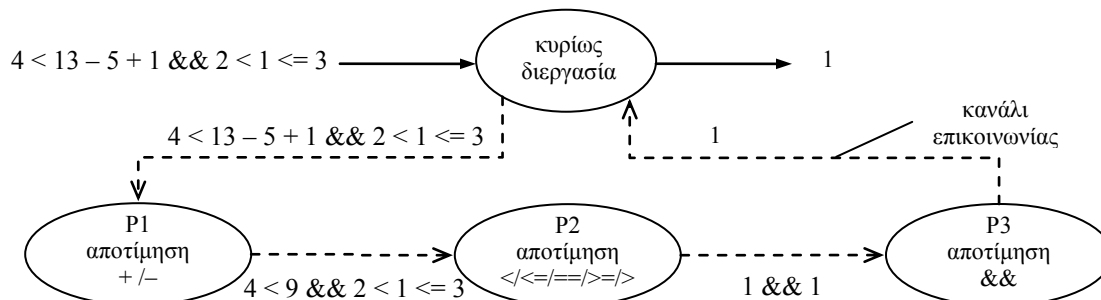 4 < 13 – 5 + 1 && 2 < 1 <= 3
κυρίως
διεργασία
1
4 < 13 – 5 + 1 && 2 < 1 <= 3
1
κανάλι
επικοινωνίας
P1
αποτίμηση
+ /–
4 < 9 && 2 < 1 <= 3
P2
αποτίμηση
</<=/==/>=/>
1 && 1
P3
αποτίμηση
&&